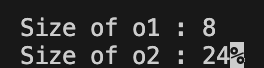 Size of o1 : 8
Size of o2 : 24%